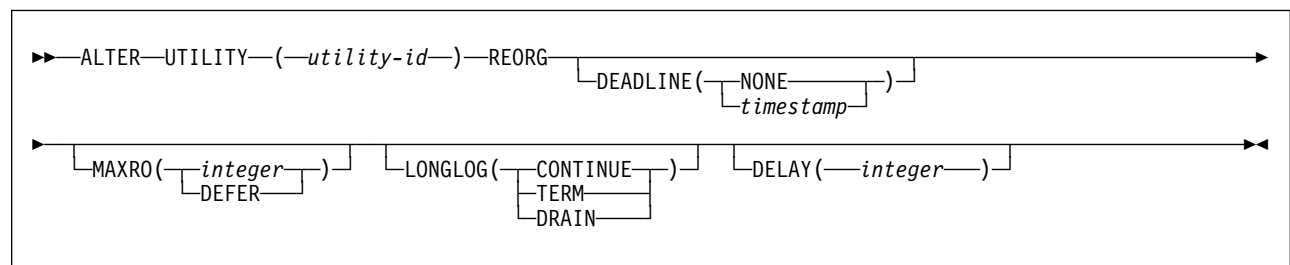 ALTER UTILITY ( utility-id ) REORG
DEADLINE( NONE )
timestamp
MAXRO( integer ) LONGLOG( CONTINUE ) DELAY( integer )
DEFER TERM
DRAIN